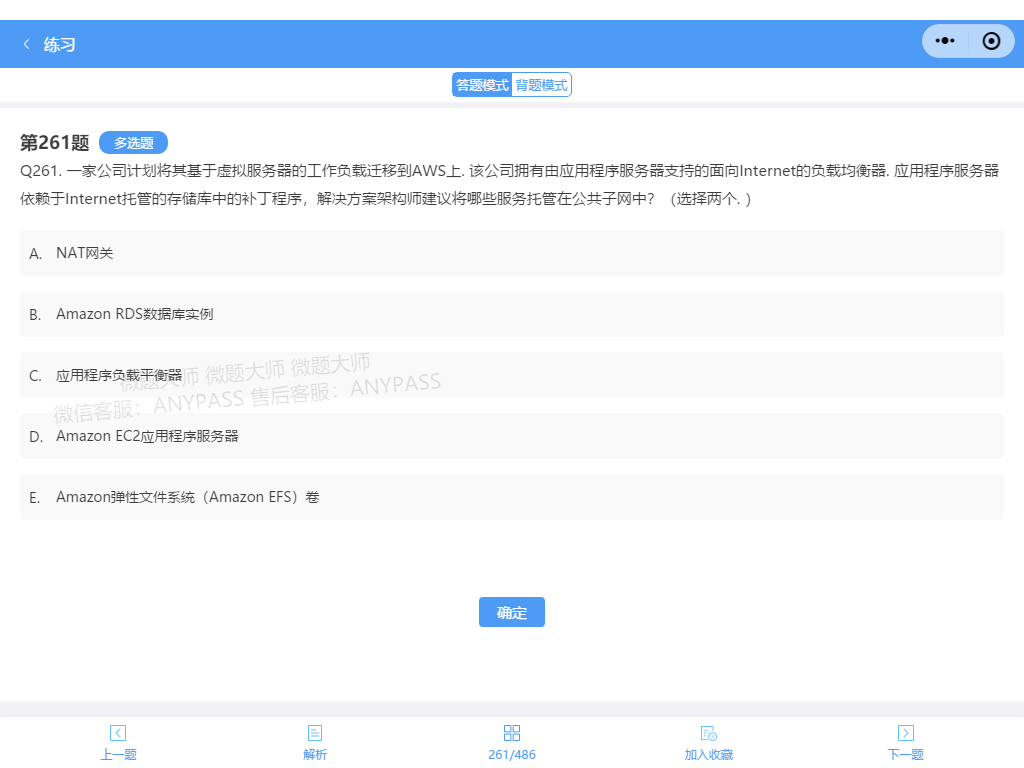 练习
答题模式 背题模式
第261题 多选题
Q261. 一家公司计划将其基于虚拟服务器的工作负载迁移到AWS上. 该公司拥有由应用程序服务器支持的面向Internet的负载均衡器. 应用程序服务器
依赖于Internet托管的存储库中的补丁程序，解决方案架构师建议将哪些服务托管在公共子网中？（选择两个. ）
A. NAT网关
B. Amazon RDS数据库实例
C. 应用程序负载平衡器
微题大师 微题大师 微题大师
微信客服：ANYPASS 售后客服：ANYPASS
D. Amazon EC2应用程序服务器
E. Amazon弹性文件系统（Amazon EFS）卷
确定
上一题 解析 261/486 加入收藏 下一题